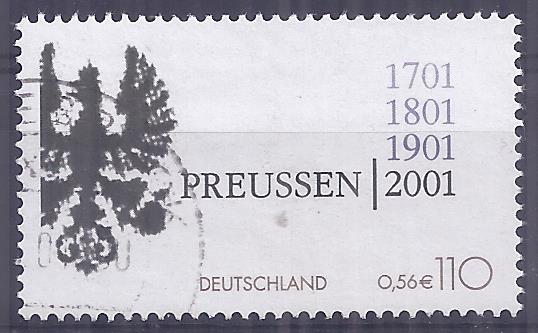 1701
1801
1901
PREUSSEN | 2001
DEUTSCHLAND 0,56€ 110